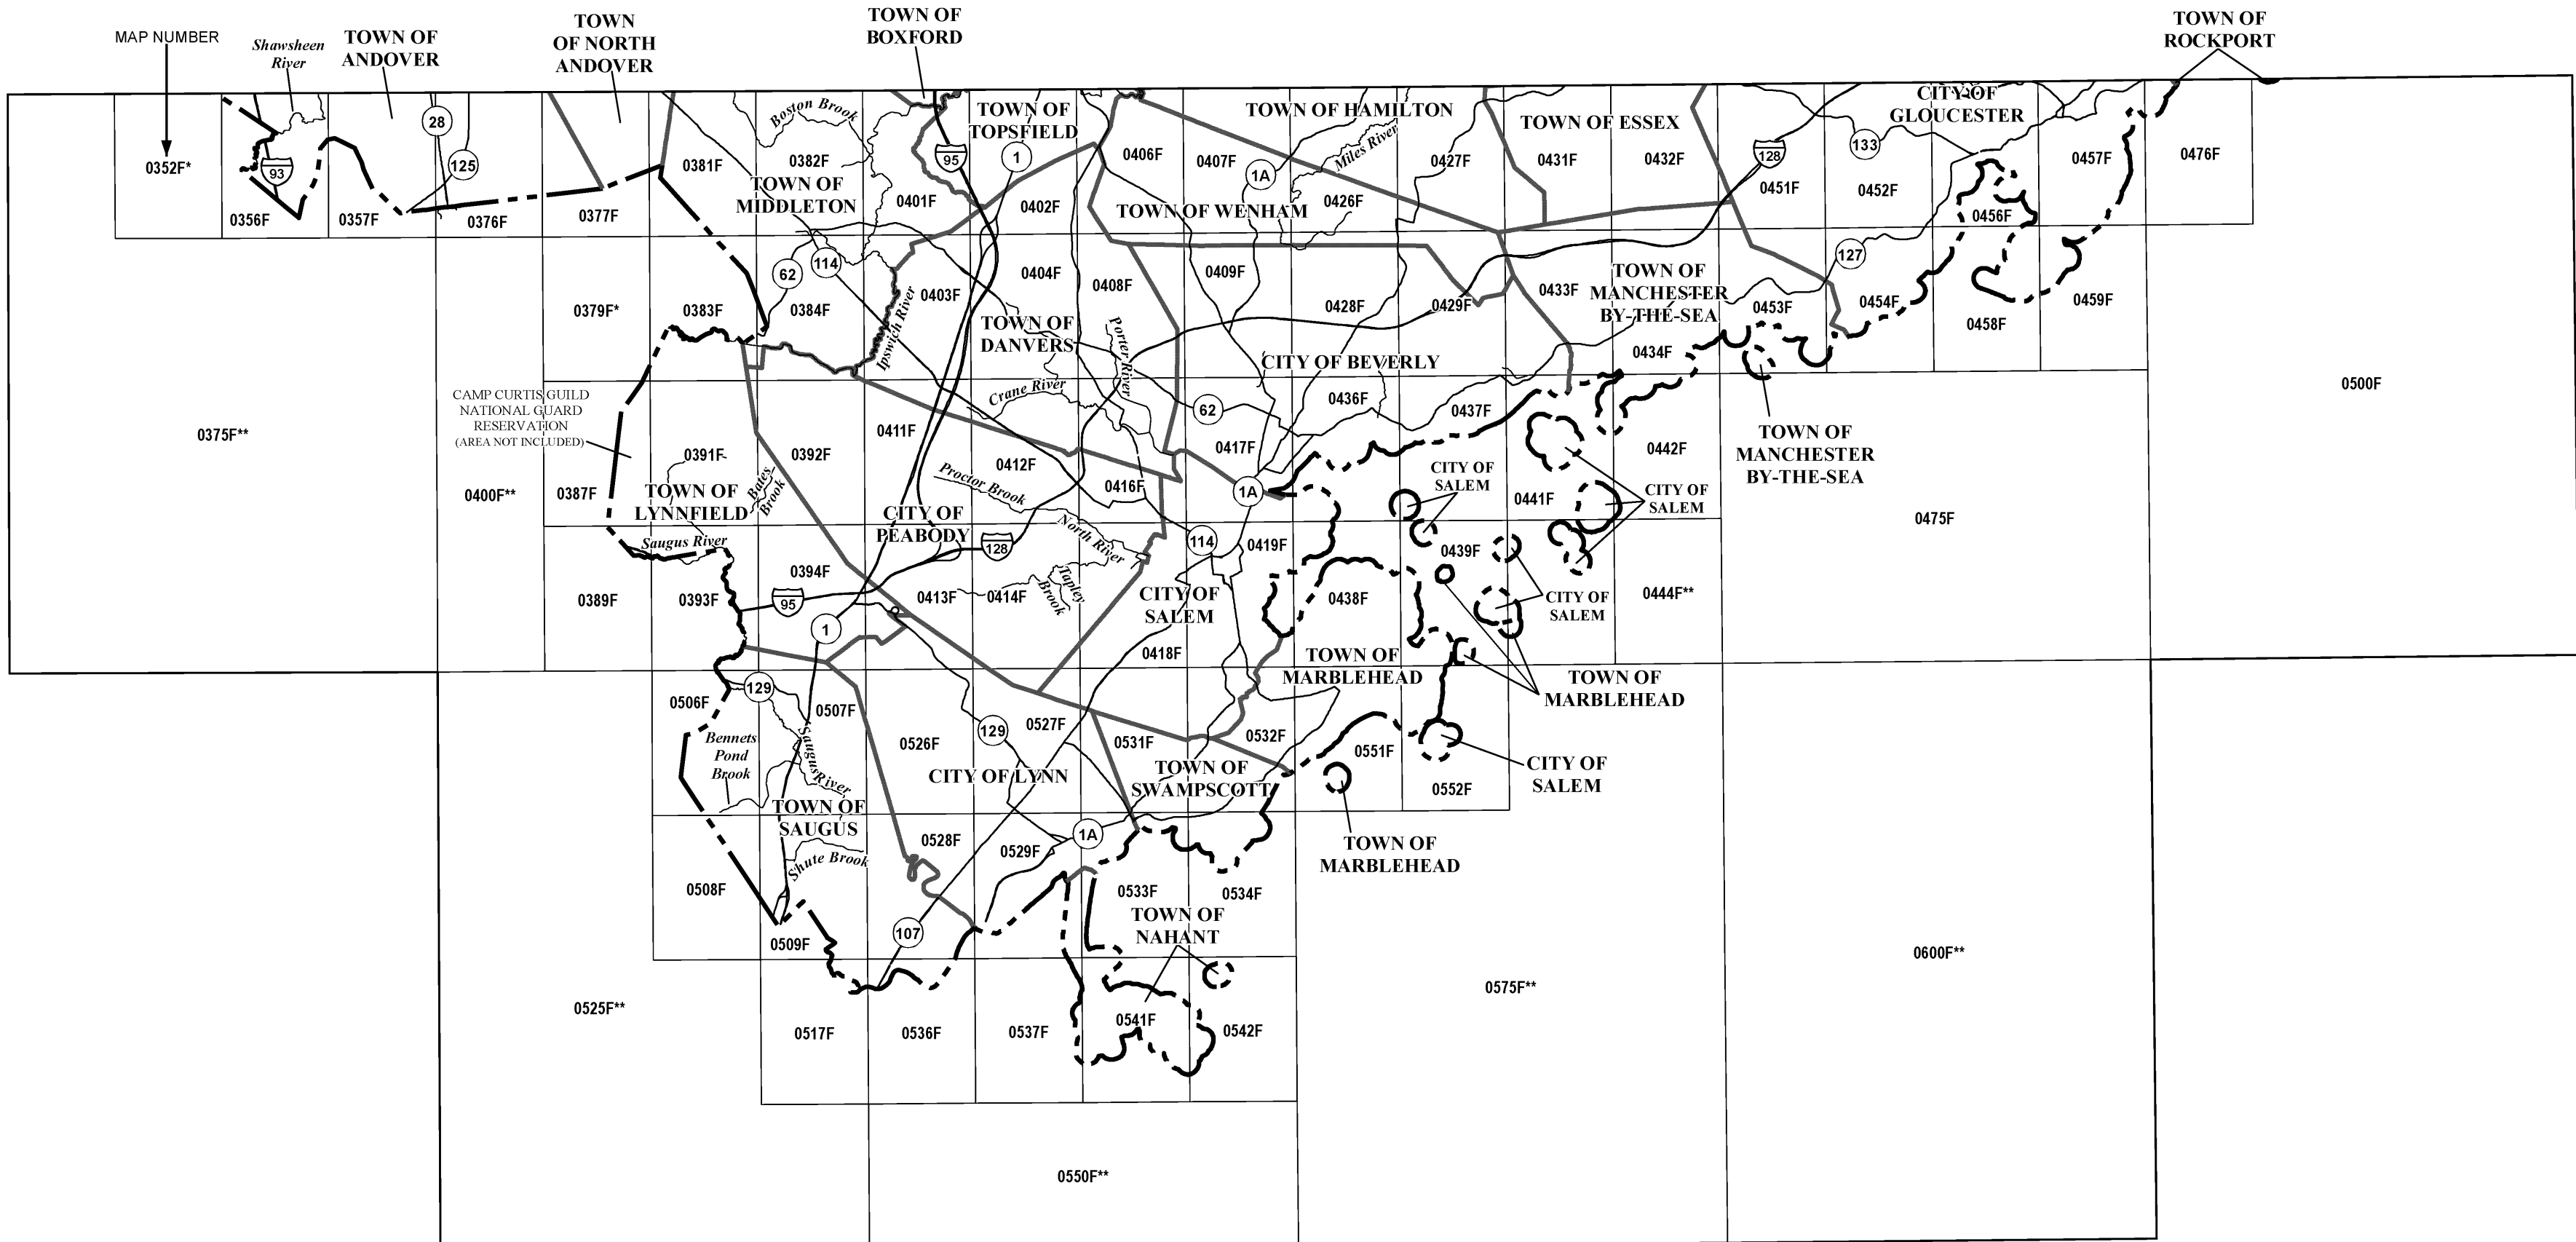 MAP NUMBER
Shawsheen
River
TOWN OF
ANDOVER
TOWN
OF NORTH
ANDOVER
TOWN OF
BOXFORD
TOWN OF
ROCKPORT
0352F*
93
0356F
0357F
28
125
0376F
0377F
0381F
Boston Brook
0382F
TOWN OF
MIDDLETON
0401F
95
TOWN OF
TOPSFIELD
1
0402F
0406F
0407F
TOWN OF HAMILTON
1A
Miles River
TOWN OF WENHAM
0426F
0427F
TOWN OF ESSEX
0431F
0432F
128
0451F
133
0452F
CITY OF
GLOUCESTER
0456F
0457F
0476F
0379F*
0383F
62
114
0384F
Ipswich River
0403F
0404F
TOWN OF
DANVERS
0408F
Porter River
0409F
0428F
0429F
0433F
TOWN OF
MANCHESTER
BY-THE-SEA
0434F
0453F
127
0454F
0458F
0459F
CITY OF BEVERLY
0375F**
CAMP CURTIS GUILD
NATIONAL GUARD
RESERVATION
(AREA NOT INCLUDED)
0400F**
0387F
0391F
TOWN OF
LYNNFIELD
Bates
Brook
0392F
0411F
Crane River
0412F
Proctor Brook
0416F
62
0417F
1A
0436F
0437F
CITY OF
SALEM
0441F
0442F
CITY OF
SALEM
TOWN OF
MANCHESTER
BY-THE-SEA
0475F
0500F
Saugus River
0389F
0393F
0394F
95
1
CITY OF
PEABODY
128
0413F
0414F
North River
Tapley
Brook
114
CITY OF
SALEM
0418F
0419F
0438F
0439F
CITY OF
SALEM
0444F**
TOWN OF
MARBLEHEAD
TOWN OF
MARBLEHEAD
0506F
129
0507F
Bennets
Pond
Brook
Saugus River
TOWN OF
SAUGUS
0526F
129
0527F
CITY OF LYNN
0531F
TOWN OF
SWAMPSCOTT
0532F
0551F
0552F
CITY OF
SALEM
TOWN OF
MARBLEHEAD
0508F
Shute Brook
0509F
0528F
0529F
1A
107
0533F
0534F
TOWN OF
NAHANT
0525F**
0517F
0536F
0537F
0541F
0542F
0575F**
0600F**
0550F**